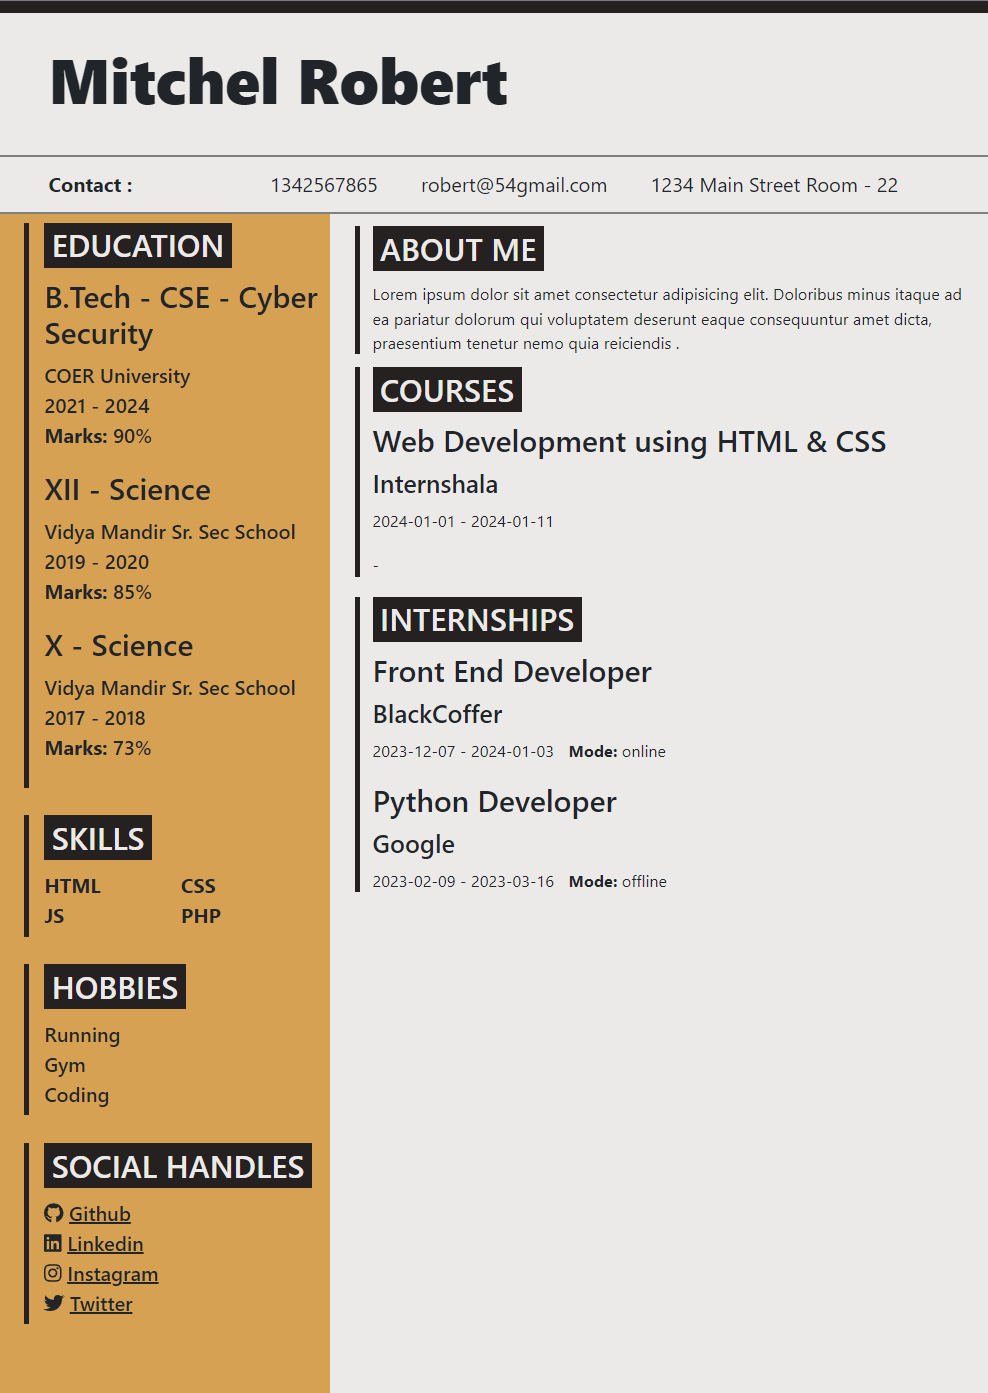 Mitchel Robert
Contact : 1342567865 robert@54gmail.com 1234 Main Street Room - 22
EDUCATION
B.Tech - CSE - Cyber
Security
COER University
2021 - 2024
Marks: 90%
XII - Science
Vidya Mandir Sr. Sec School
2019 - 2020
Marks: 85%
X - Science
Vidya Mandir Sr. Sec School
2017 - 2018
Marks: 73%
SKILLS
HTML CSS
JS PHP
HOBBIES
Running
Gym
Coding
SOCIAL HANDLES
Github
Linkedin
Instagram
Twitter
ABOUT ME
Lorem ipsum dolor sit amet consectetur adipisicing elit. Doloribus minus itaque ad
ea pariatur dolorum qui voluptatem deserunt eaque consequuntur amet dicta,
praesentium tenetur nemo quia reiciendis .
COURSES
Web Development using HTML & CSS
Internshala
2024-01-01 - 2024-01-11
-
INTERNSHIPS
Front End Developer
BlackCoffer
2023-12-07 - 2024-01-03 Mode: online
Python Developer
Google
2023-02-09 - 2023-03-16 Mode: offline